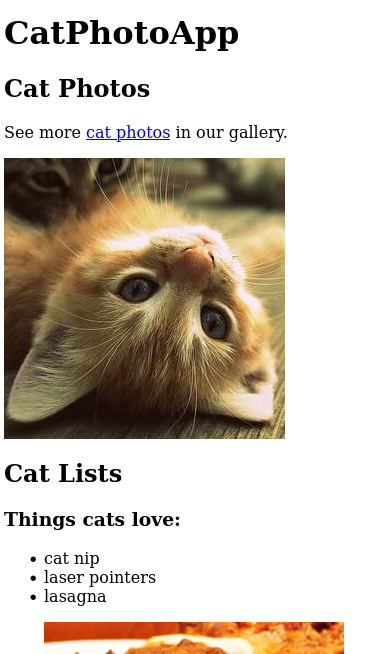 CatPhotoApp
Cat Photos
See more cat photos in our gallery.
Cat Lists
Things cats love:
• cat nip
• laser pointers
• lasagna